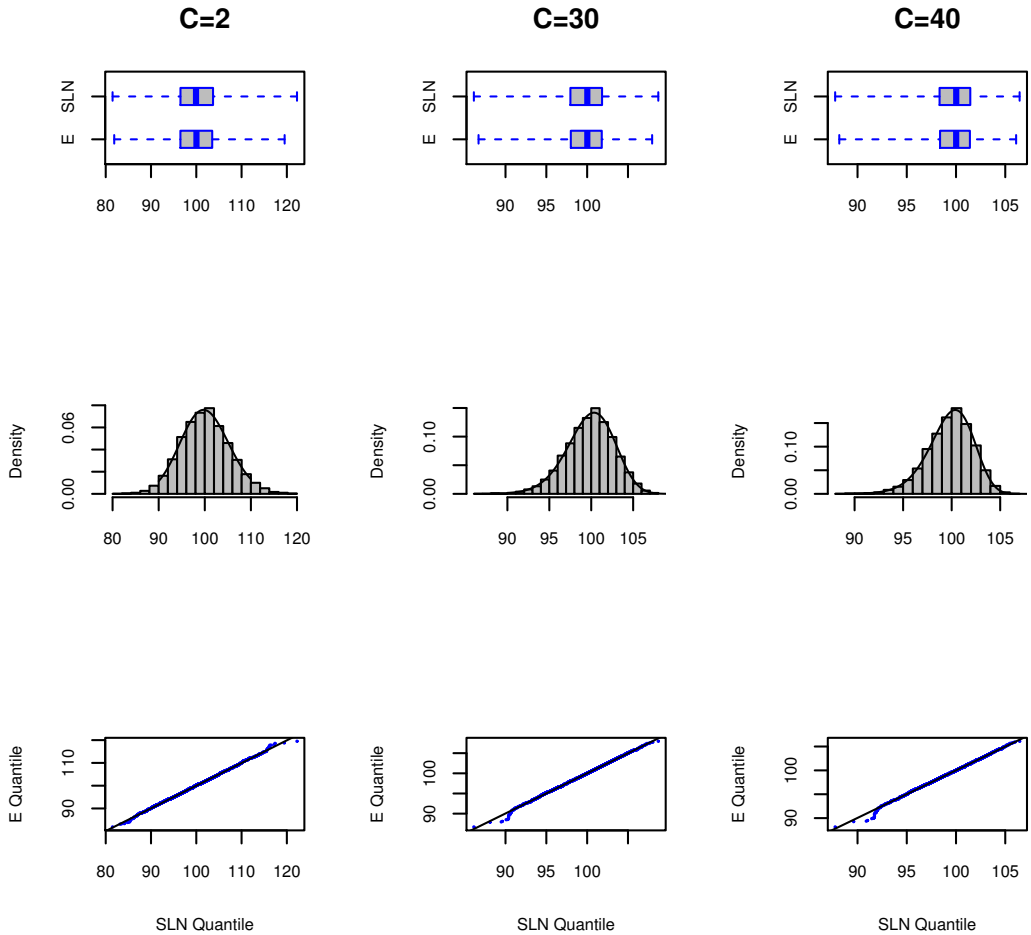 C=2 C=30 C=40
SLN SLN SLN
E E E
80 90 100 110 120 90 95 100 90 95 100 105
Density Density Density
0.06 0.10 0.10
0.00 0.00 0.00
80 90 100 110 120 90 95 100 105 90 95 100 105
E Quantile E Quantile E Quantile
110 100 100
90 90 90
80 90 100 110 120 90 95 100 90 95 100 105
SLN Quantile SLN Quantile SLN Quantile